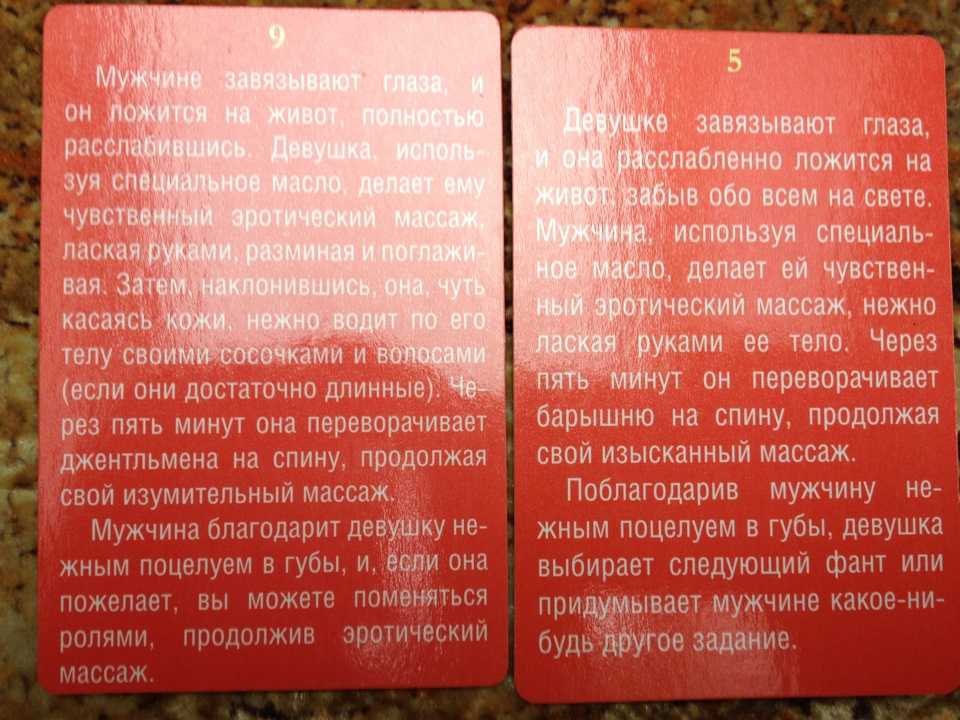 9
Мужчине завязывают глаза, и
он ложится на живот, полностью
расслабившись. Девушка, исполь-
зуя специальное масло, делает ему
чувственный эротический массаж,
лаская руками, разминая и поглажи-
вая. Затем, наклонившись, она, чуть
касаясь кожи, нежно водит по его
телу своими сосочками и волосами
(если они достаточно длинные). Че-
рез пять минут она переворачивает
джентльмена на спину, продолжая
свой изумительный массаж.
Мужчина благодарит девушку не-
жным поцелуем в губы, и, если она
пожелает, вы можете поменяться
ролями, продолжив эротический
массаж.
5
Девушке завязывают глаза,
и она расслабленно ложится на
живот, забыв обо всем на свете.
Мужчина, используя специаль-
ное масло, делает ей чувствен-
ный эротический массаж, нежно
лаская руками ее тело. Через
пять минут он переворачивает
барышню на спину, продолжая
свой изысканный массаж.
Поблагодарив мужчину не-
жным поцелуем в губы, девушка
выбирает следующий фант или
придумывает мужчине какое-ни-
будь другое задание.